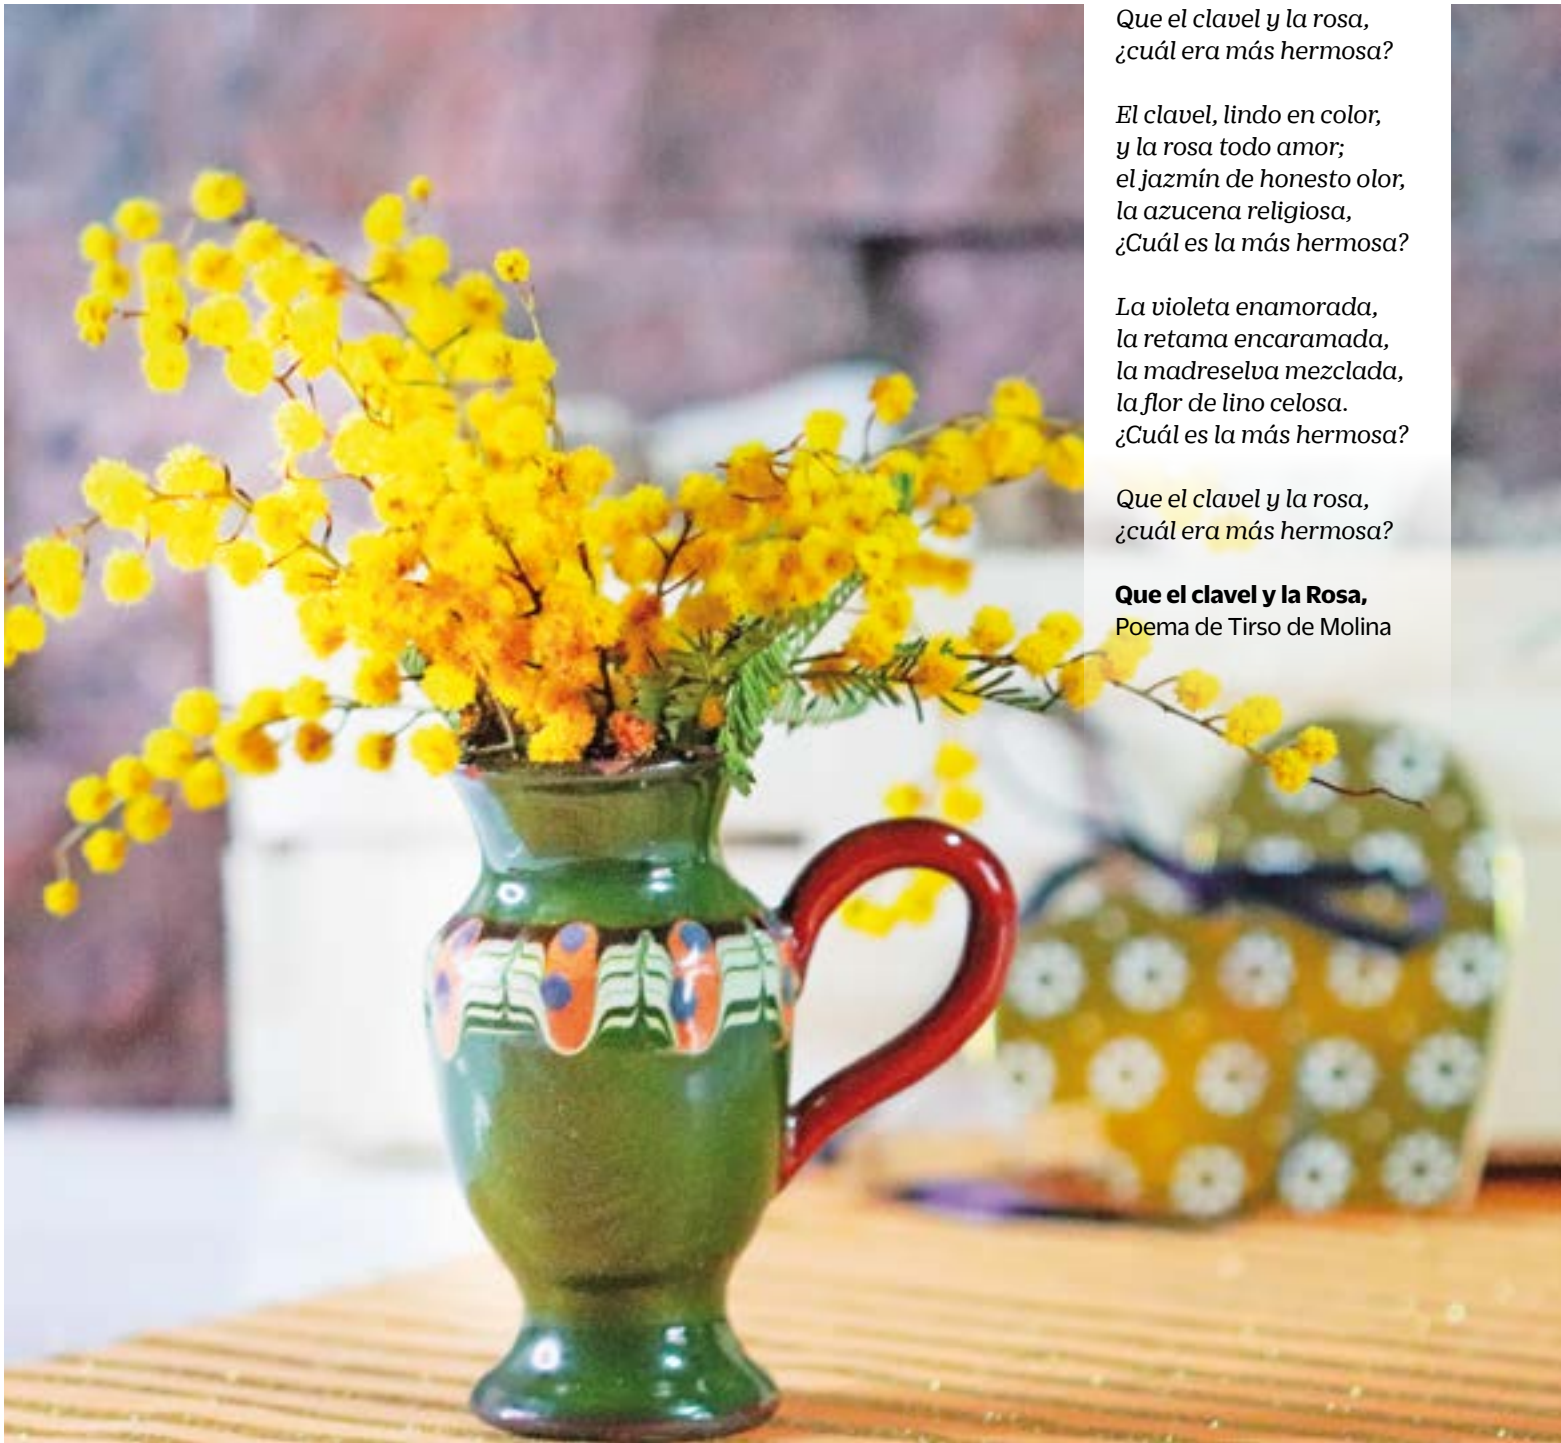 Que el clavel y la rosa,
¿cuál era más hermosa?
El clavel, lindo en color,
y la rosa todo amor;
el jazmín de honesto olor,
la azucena religiosa,
¿Cuál es la más hermosa?
La violeta enamorada,
la retama encaramada,
la madreselva mezclada,
la flor de lino celosa.
¿Cuál es la más hermosa?
Que el clavel y la rosa,
¿cuál era más hermosa?
Que el clavel y la Rosa,
Poema de Tirso de Molina